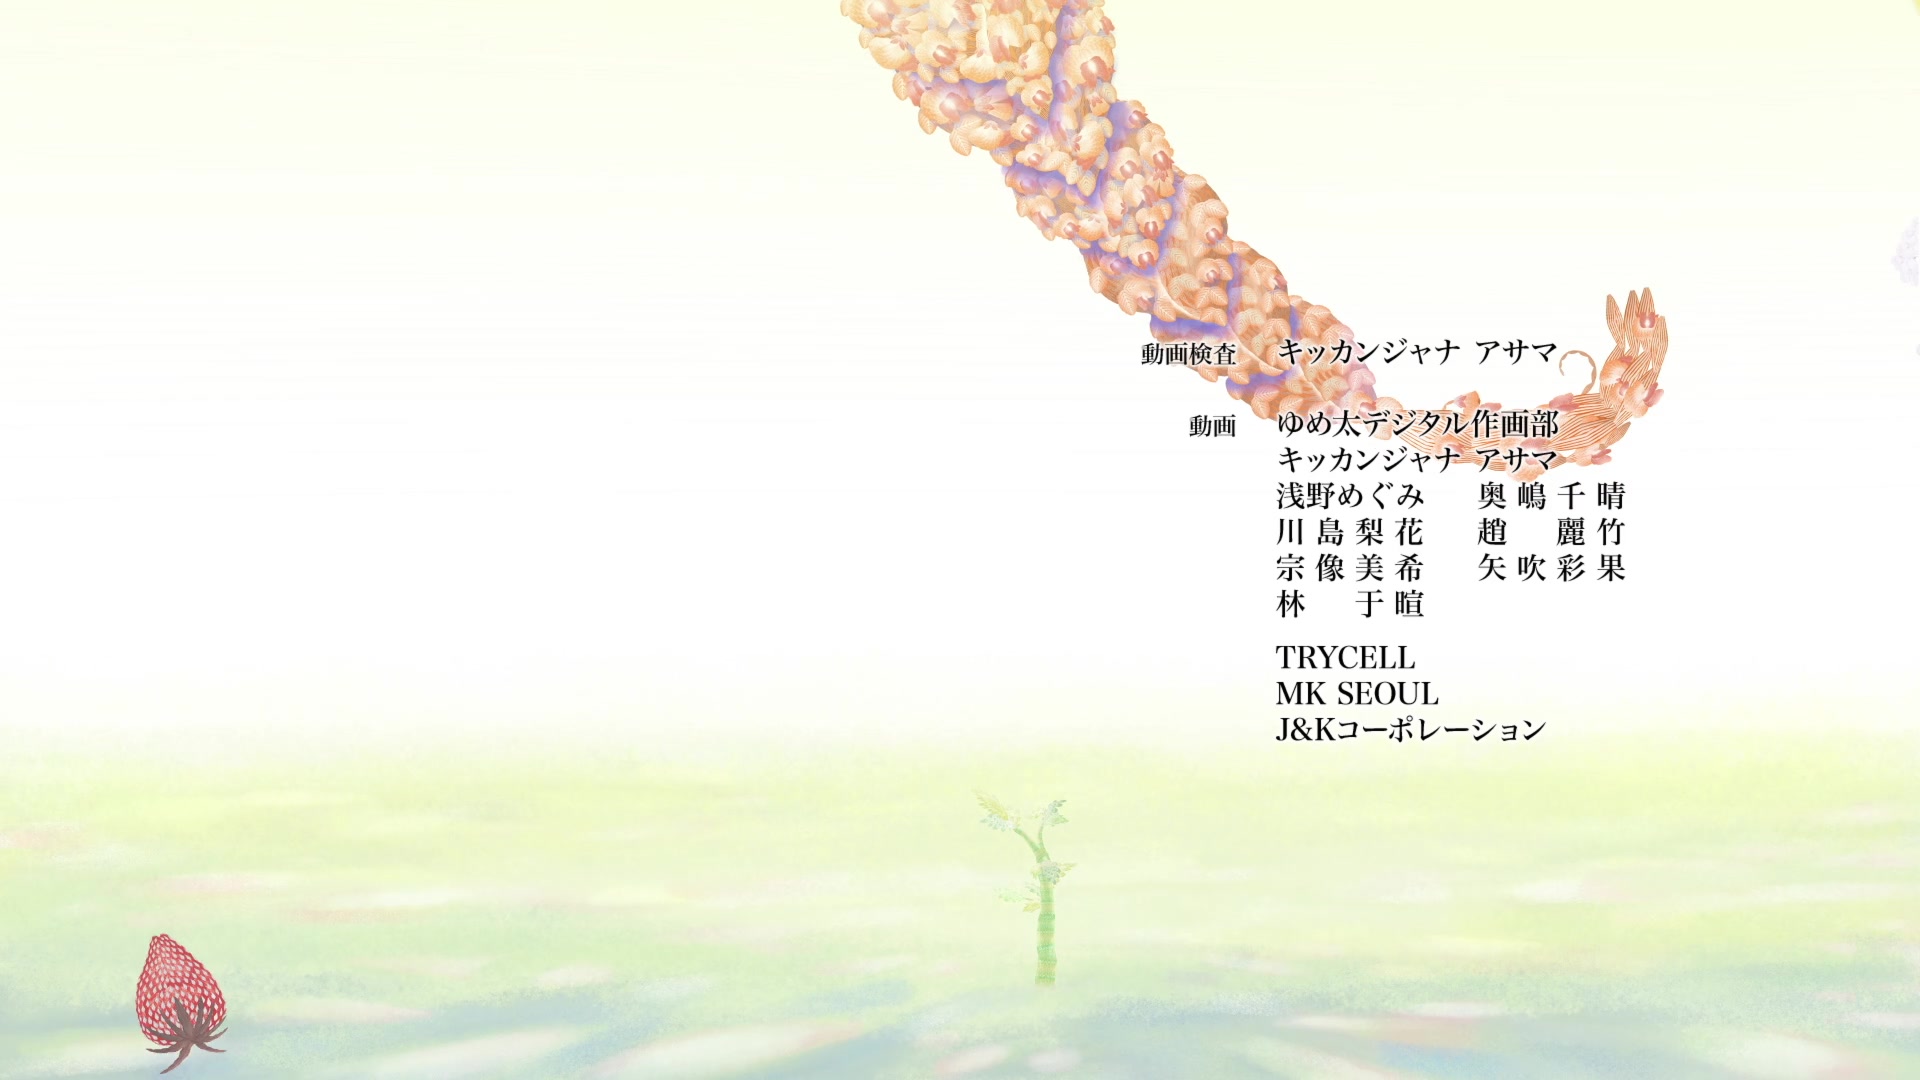 動画検査 キッカンジャナ アサマ
動画 ゆめ太デジタル作画部
キッカンジャナ アサマ
浅野めぐみ 奥嶋千晴
川島梨花 趙麗竹
宗像美希 矢吹彩果
林于暄
TRYCELL
MK SEOUL
J&Kコーポレーション